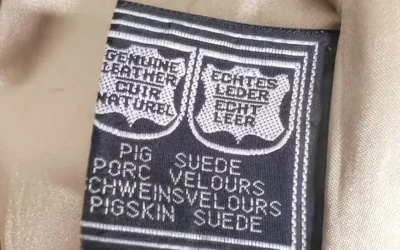 GENUINE
LEATHER
CUIR
NATUREL
ECHTES
LEDER
ECHT
LEER
PIG SUEDE
PORC VELOURS
SCHWEINSVELOURS
PIGSKIN SUEDE